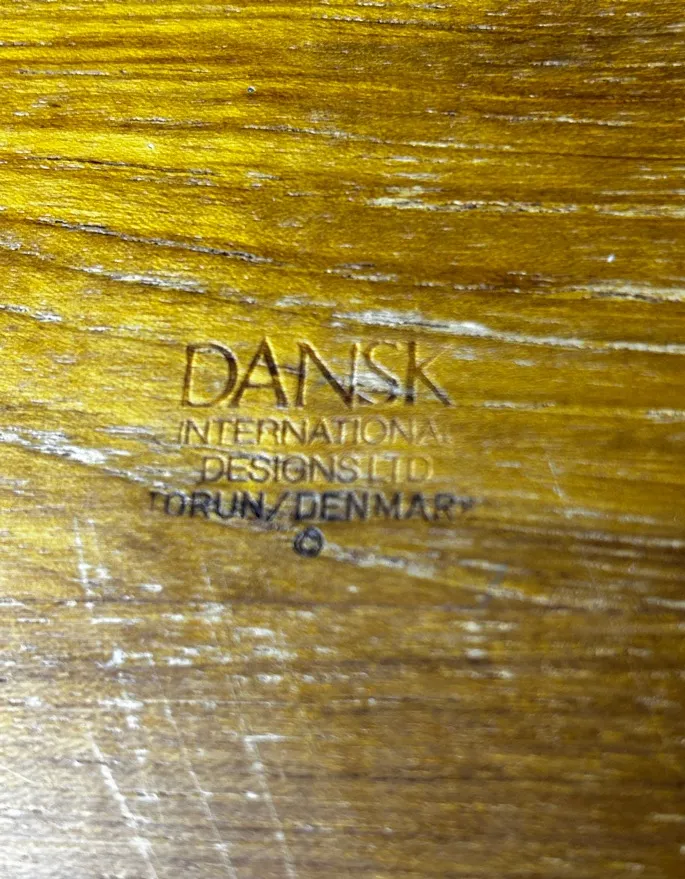 DANSK
INTERNATIONAL
DESIGNS LTD
TORUN/DENMARK
©